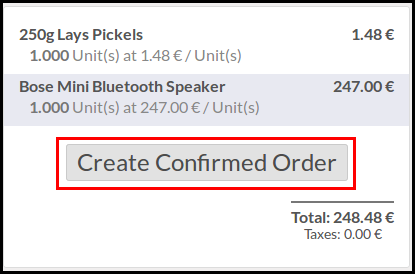 250g Lays Pickels 1.48 €
1.000 Unit(s) at 1.48 € / Unit(s)
Bose Mini Bluetooth Speaker 247.00 €
1.000 Unit(s) at 247.00 € / Unit(s)
Create Confirmed Order
Total: 248.48 €
Taxes: 0.00 €